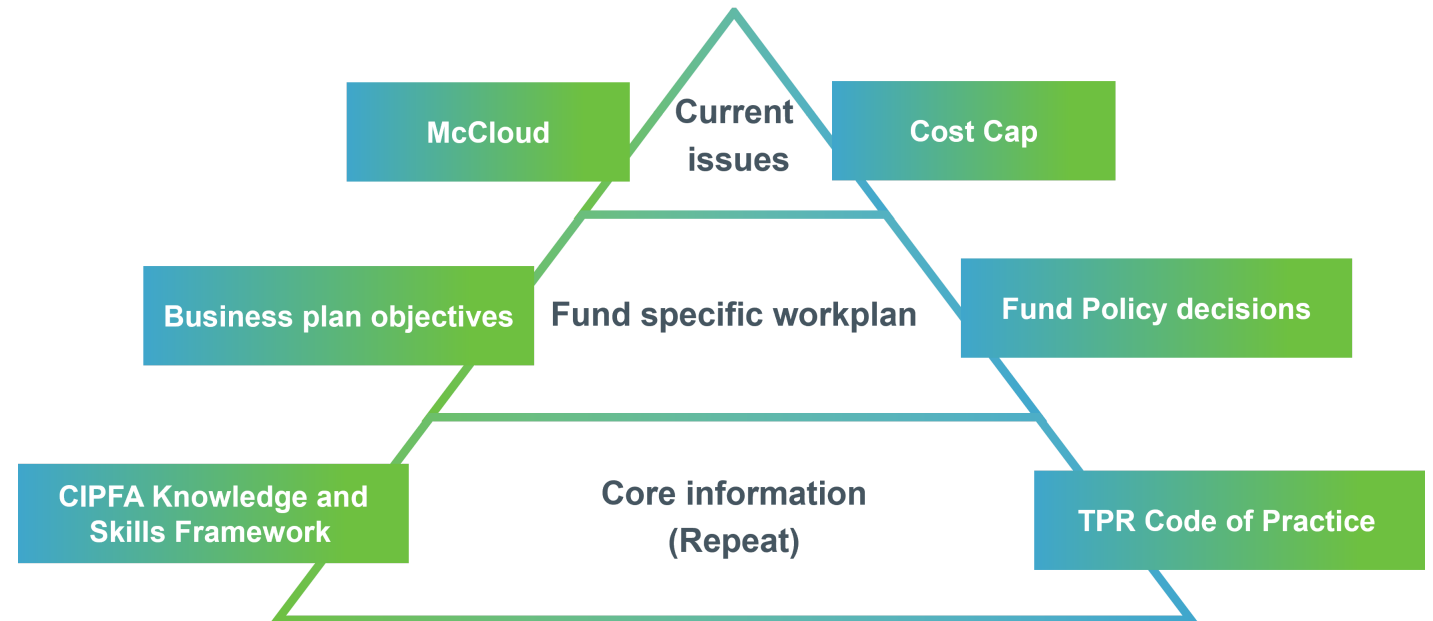 McCloud
Current
issues
Cost Cap
Business plan objectives
Fund specific workplan
Fund Policy decisions
CIPFA Knowledge and
Skills Framework
Core information
(Repeat)
TPR Code of Practice